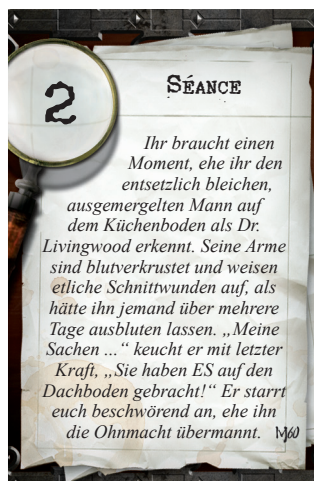 2
SÉANCE
Ihr braucht einen
Moment, ehe ihr den
entsetzlich bleichen,
ausgemergelten Mann auf
dem Küchenboden als Dr.
Livingwood erkennt. Seine Arme
sind blutverkrustet und weisen
etliche Schnittwunden auf, als
hätte ihn jemand über mehrere
Tage ausbluten lassen. „Meine
Sachen ...“ keucht er mit letzter
Kraft, „Sie haben ES auf den
Dachboden gebracht!“ Er starrt
euch beschwörend an, ehe ihn
die Ohnmacht übermannt.